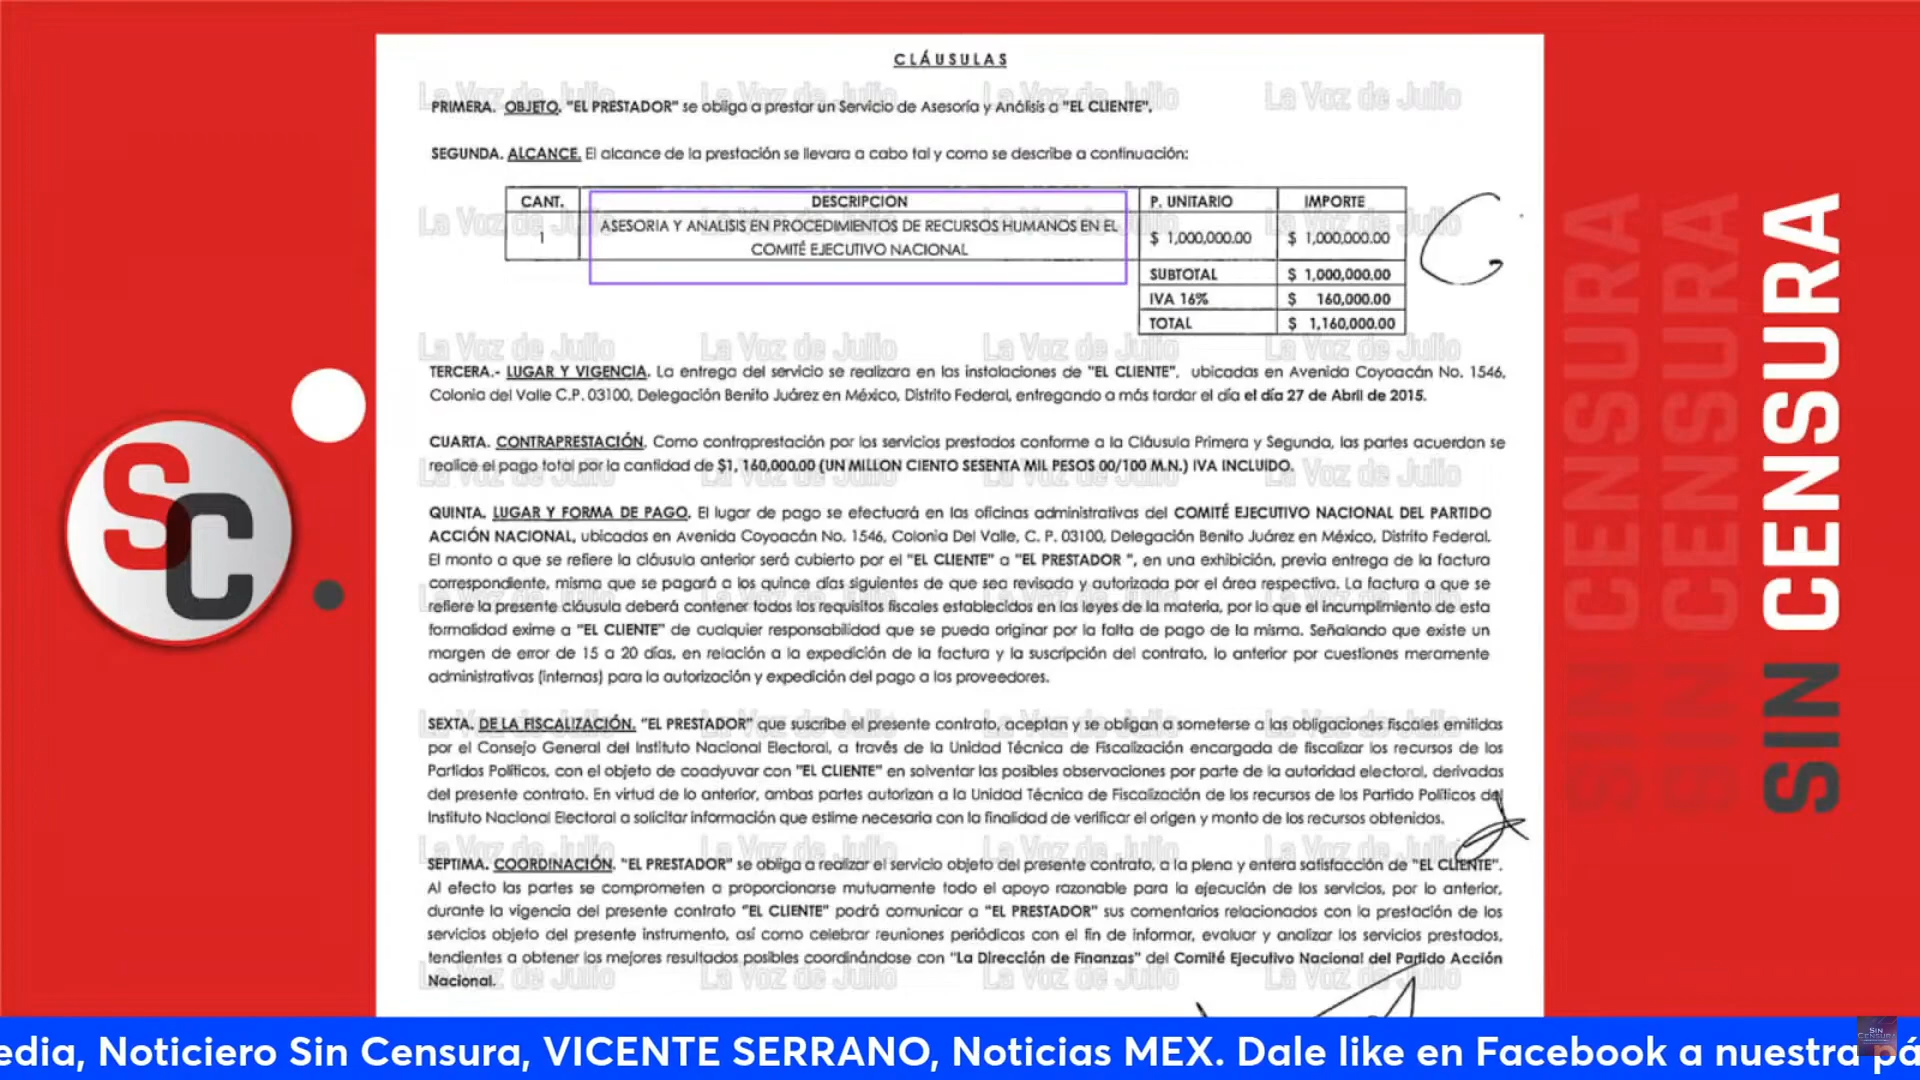 CLÁUSULAS
PRIMERA. OBJETO. "EL PRESTADOR" se obliga a prestar un Servicio de Asesoría y Análisis a "EL CLIENTE".
SEGUNDA. ALCANCE. El alcance de la prestación se llevara a cabo tal y como se describe a continuación:
CANT. DESCRIPCION P. UNITARIO IMPORTE
1 ASESORIA Y ANALISIS EN PROCEDIMIENTOS DE RECURSOS HUMANOS EN EL COMITÉ EJECUTIVO NACIONAL $ 1,000,000.00 $ 1,000,000.00
SUBTOTAL $ 1,000,000.00
IVA 16% $ 160,000.00
TOTAL $ 1,160,000.00
TERCERA.- LUGAR Y VIGENCIA. La entrega del servicio se realizara en las instalaciones de "EL CLIENTE", ubicadas en Avenida Coyoacán No. 1546,
Colonia del Valle C.P. 03100, Delegación Benito Juárez en México, Distrito Federal, entregando a más tardar el día el día 27 de Abril de 2015.
CUARTA. CONTRAPRESTACIÓN. Como contraprestación por los servicios prestados conforme a la Cláusula Primera y Segunda, las partes acuerdan se
realice el pago total por la cantidad de $1, 160,000.00 (UN MILLON CIENTO SESENTA MIL PESOS 00/100 M.N.) IVA INCLUIDO.
QUINTA. LUGAR Y FORMA DE PAGO. El lugar de pago se efectuará en las oficinas administrativas del COMITÉ EJECUTIVO NACIONAL DEL PARTIDO
ACCIÓN NACIONAL, ubicadas en Avenida Coyoacán No. 1546, Colonia Del Valle, C. P. 03100, Delegación Benito Juárez en México, Distrito Federal.
El monto a que se refiere la cláusula anterior será cubierto por el "EL CLIENTE" a "EL PRESTADOR ", en una exhibición, previa entrega de la factura
correspondiente, misma que se pagará a los quince días siguientes de que sea revisada y autorizada por el área respectiva. La factura a que se
refiere la presente cláusula deberá contener todos los requisitos fiscales establecidos en las leyes de la materia, por lo que el incumplimiento de esta
formalidad exime a "EL CLIENTE" de cualquier responsabilidad que se pueda originar por la falta de pago de la misma. Señalando que existe un
margen de error de 15 a 20 días, en relación a la expedición de la factura y la suscripción del contrato, lo anterior por cuestiones meramente
administrativas (internas) para la autorización y expedición del pago a los proveedores.
SEXTA. DE LA FISCALIZACIÓN. "EL PRESTADOR" que suscribe el presente contrato, aceptan y se obligan a someterse a las obligaciones fiscales emitidas
por el Consejo General del Instituto Nacional Electoral, a través de la Unidad Técnica de Fiscalización encargada de fiscalizar los recursos de los
Partidos Políticos, con el objeto de coadyuvar con "EL CLIENTE" en solventar las posibles observaciones por parte de la autoridad electoral, derivadas
del presente contrato. En virtud de lo anterior, ambas partes autorizan a la Unidad Técnica de Fiscalización de los recursos de los Partido Políticos del
Instituto Nacional Electoral a solicitar información que estime necesaria con la finalidad de verificar el origen y monto de los recursos obtenidos.
SEPTIMA. COORDINACIÓN. "EL PRESTADOR" se obliga a realizar el servicio objeto del presente contrato, a la plena y entera satisfacción de "EL CLIENTE".
Al efecto las partes se comprometen a proporcionarse mutuamente todo el apoyo razonable para la ejecución de los servicios, por lo anterior,
durante la vigencia del presente contrato "EL CLIENTE" podrá comunicar a "EL PRESTADOR" sus comentarios relacionados con la prestación de los
servicios objeto del presente instrumento, así como celebrar reuniones periódicas con el fin de informar, evaluar y analizar los servicios prestados,
tendientes a obtener los mejores resultados posibles coordinándose con "La Dirección de Finanzas" del Comité Ejecutivo Nacional del Partido Acción
Nacional.
La Voz de Julio
SC
SIN CENSURA
SIN CENSURA
SIN CENSURA
edia, Noticiero Sin Censura, VICENTE SERRANO, Noticias MEX. Dale like en Facebook a nuestra pá
SIN CENSURA